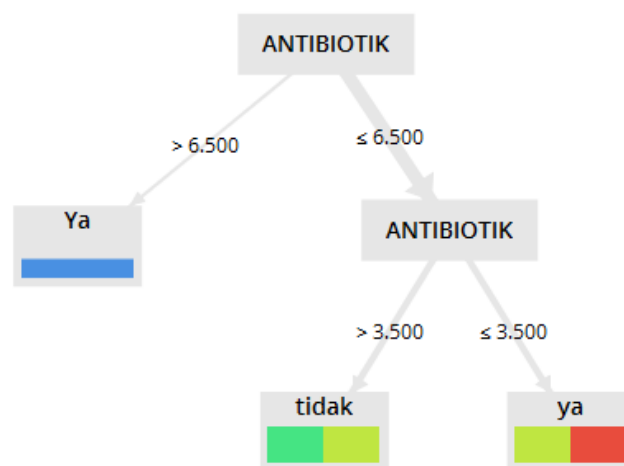 ANTIBIOTIK
> 6.500
≤ 6.500
Ya
ANTIBIOTIK
> 3.500
≤ 3.500
tidak
ya